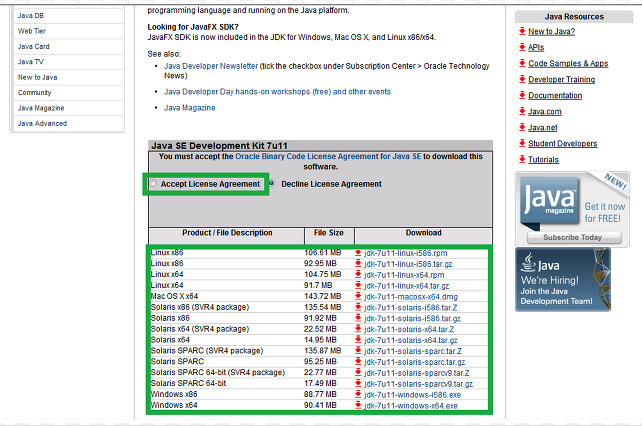 Java DB
Web Tier
Java Card
Java TV
New to Java
Community
Java Magazine
Java Advanced
programming language and running on the Java platform.
Looking for JavaFX SDK?
JavaFX SDK is now included in the JDK for Windows, Mac OS X, and Linux x86/x64.
See also:
• Java Developer Newsletter (tick the checkbox under Subscription Center > Oracle Technology
News)
• Java Developer Day hands-on workshops (free) and other events
• Java Magazine
Java SE Development Kit 7u11
You must accept the Oracle Binary Code License Agreement for Java SE to download this
software.
Accept License Agreement Decline License Agreement
Product / File Description File Size Download
Linux x86 106.61 MB jdk-7u11-linux-i586.rpm
Linux x86 92.95 MB jdk-7u11-linux-i586.tar.gz
Linux x64 104.75 MB jdk-7u11-linux-x64.rpm
Linux x64 91.7 MB jdk-7u11-linux-x64.tar.gz
Mac OS X x64 143.72 MB jdk-7u11-macosx-x64.dmg
Solaris x86 (SVR4 package) 135.54 MB jdk-7u11-solaris-i586.tar.Z
Solaris x86 91.92 MB jdk-7u11-solaris-i586.tar.gz
Solaris x64 (SVR4 package) 22.52 MB jdk-7u11-solaris-x64.tar.Z
Solaris x64 14.95 MB jdk-7u11-solaris-x64.tar.gz
Solaris SPARC (SVR4 package) 135.87 MB jdk-7u11-solaris-sparc.tar.Z
Solaris SPARC 95.25 MB jdk-7u11-solaris-sparc.tar.gz
Solaris SPARC 64-bit (SVR4 package) 22.77 MB jdk-7u11-solaris-sparcv9.tar.Z
Solaris SPARC 64-bit 17.49 MB jdk-7u11-solaris-sparcv9.tar.gz
Windows x86 88.77 MB jdk-7u11-windows-i586.exe
Windows x64 90.41 MB jdk-7u11-windows-x64.exe
Java Resources
New to Java?
APIs
Code Samples & Apps
Developer Training
Documentation
Java.com
Java.net
Student Developers
Tutorials
NEW!
Java
magazine
Get it now
for FREE!
Subscribe Today
Java
We're Hiring!
Join the Java
Development Team!